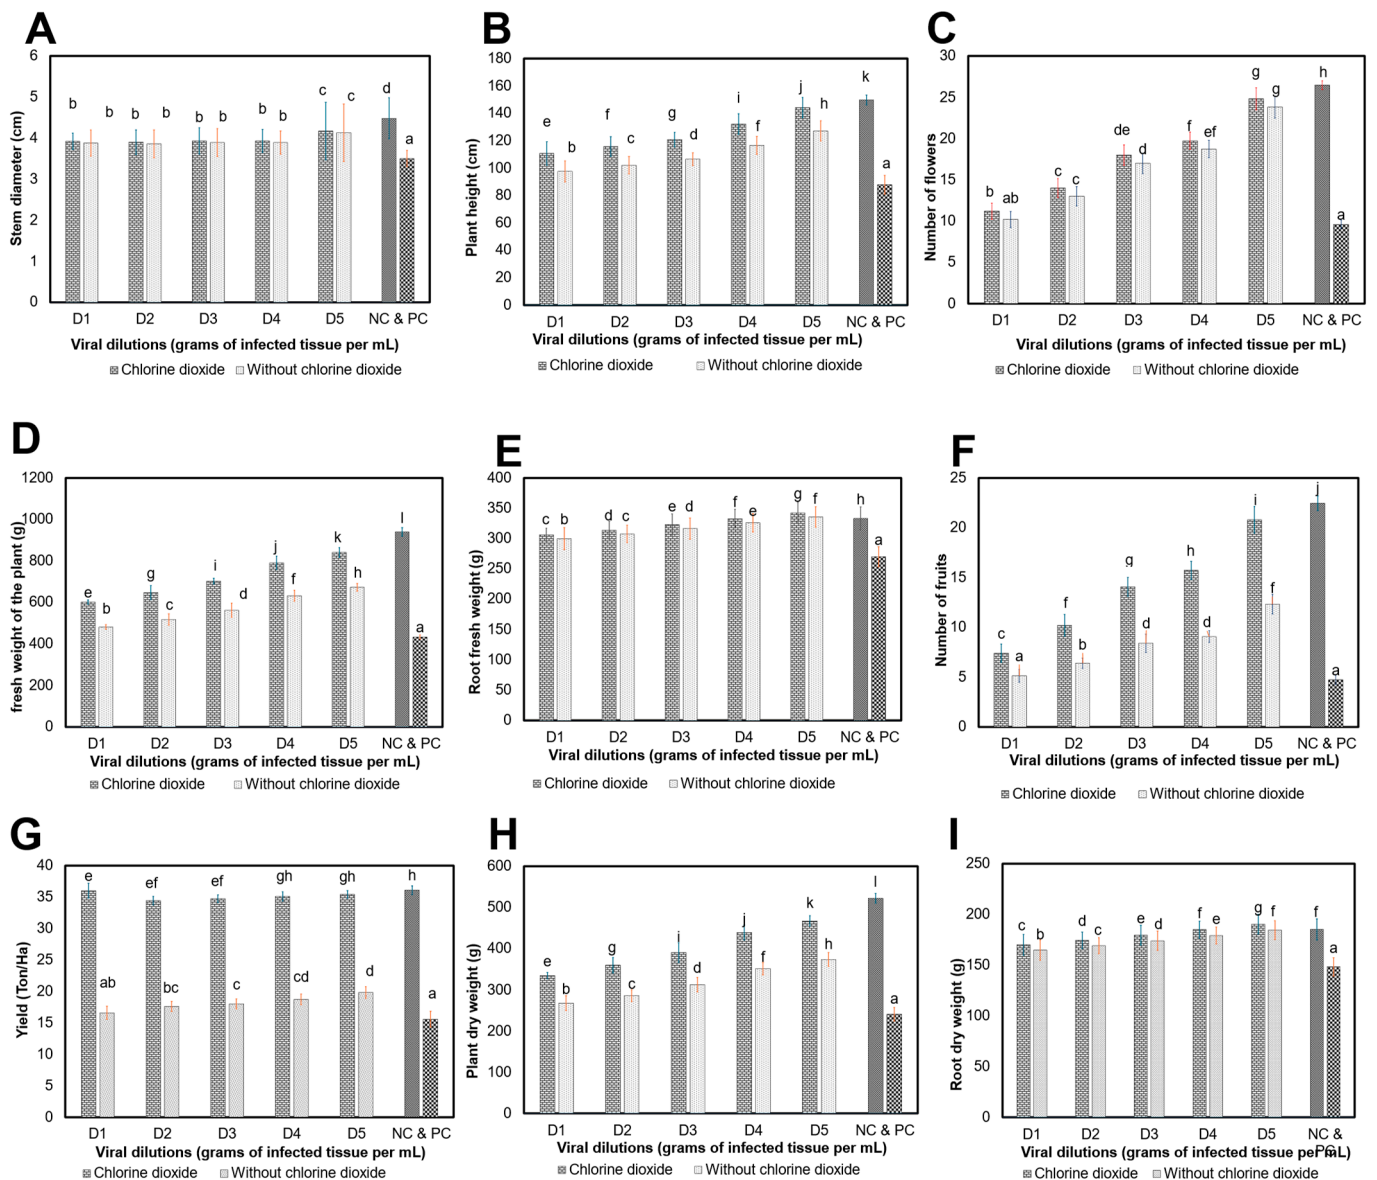 A
B
C
6
5
4
3
2
1
0
Stem diameter (cm)
b b b b b b b b c c d a
D1 D2 D3 D4 D5 NC & PC
Viral dilutions (grams of infected tissue per mL)
Chlorine dioxide Without chlorine dioxide
180
160
140
120
100
80
60
40
20
0
Plant height (cm)
e b f c g d i f j h k a
D1 D2 D3 D4 D5 NC & PC
Viral dilutions (grams of infected tissue per mL)
Chlorine dioxide Without chlorine dioxide
30
25
20
15
10
5
0
Number of flowers
b ab c c de d f ef g g h a
D1 D2 D3 D4 D5 NC & PC
Viral dilutions (grams of infected tissue per mL)
Chlorine dioxide Without chlorine dioxide
D
E
F
1200
1000
800
600
400
200
0
fresh weight of the plant (g)
e b g c i d j f k h l a
D1 D2 D3 D4 D5 NC & PC
Viral dilutions (grams of infected tissue per mL)
Chlorine dioxide Without chlorine dioxide
400
350
300
250
200
150
100
50
0
Root fresh weight (g)
c b d c e d f e g f h a
D1 D2 D3 D4 D5 NC & PC
Viral dilutions (grams of infected tissue per mL)
Chlorine dioxide Without chlorine dioxide
25
20
15
10
5
0
Number of fruits
c a f b g d h d i f j a
D1 D2 D3 D4 D5 NC & PC
Viral dilutions (grams of infected tissue per mL)
Chlorine dioxide Without chlorine dioxide
G
H
I
40
35
30
25
20
15
10
5
0
Yield (Ton/Ha)
e ab ef bc ef c gh cd gh d h a
D1 D2 D3 D4 D5 NC & PC
Viral dilutions (grams of infected tissue per mL)
Chlorine dioxide Without chlorine dioxide
600
500
400
300
200
100
0
Plant dry weight (g)
e b g c i d j f k h l a
D1 D2 D3 D4 D5 NC & PC
Viral dilutions (grams of infected tissue per mL)
Chlorine dioxide Without chlorine dioxide
250
200
150
100
50
0
Root dry weight (g)
c b d c e d f e g f f a
D1 D2 D3 D4 D5 NC &
PC
Viral dilutions (grams of infected tissue per mL)
Chlorine dioxide Without chlorine dioxide